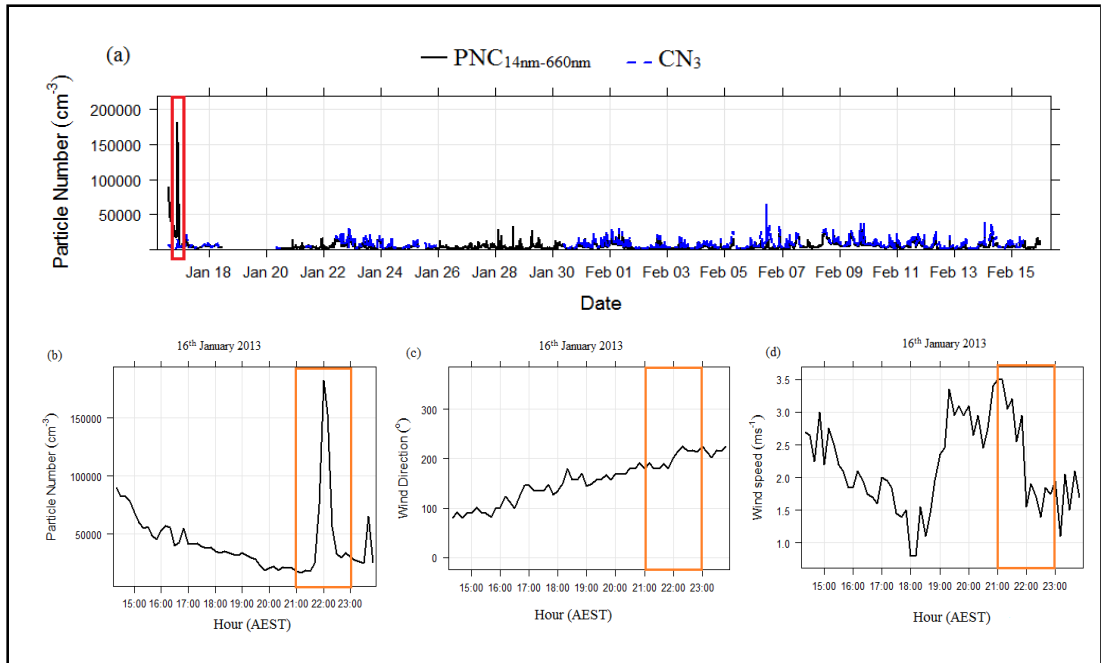 (a)
PNC14nm-660nm CN3
Particle Number (cm-3)
200000
150000
100000
50000
Jan 18 Jan 20 Jan 22 Jan 24 Jan 26 Jan 28 Jan 30 Feb 01 Feb 03 Feb 05 Feb 07 Feb 09 Feb 11 Feb 13 Feb 15
Date
(b)
16th January 2013
Particle Number (cm-3)
150000
100000
50000
15:00 16:00 17:00 18:00 19:00 20:00 21:00 22:00 23:00
Hour (AEST)
(c)
16th January 2013
Wind Direction (°)
300
200
100
0
15:00 16:00 17:00 18:00 19:00 20:00 21:00 22:00 23:00
Hour (AEST)
(d)
16th January 2013
Wind speed (ms-1)
3.5
3.0
2.5
2.0
1.5
1.0
15:00 16:00 17:00 18:00 19:00 20:00 21:00 22:00 23:00
Hour (AEST)